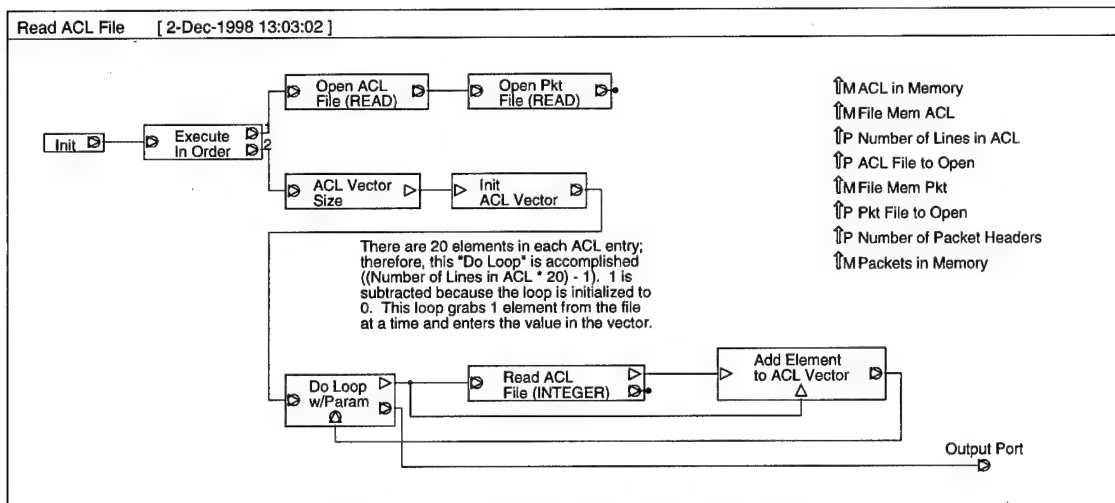 Read ACL File [ 2-Dec-1998 13:03:02 ]
Open ACL
File (READ)
Open Pkt
File (READ)
Init
Execute
In Order
1
2
ACL Vector
Size
Init
ACL Vector
There are 20 elements in each ACL entry;
therefore, this "Do Loop" is accomplished
((Number of Lines in ACL * 20) - 1). 1 is
subtracted because the loop is initialized to
0. This loop grabs 1 element from the file
at a time and enters the value in the vector.
⇑M ACL in Memory
⇑M File Mem ACL
⇑P Number of Lines in ACL
⇑P ACL File to Open
⇑M File Mem Pkt
⇑P Pkt File to Open
⇑P Number of Packet Headers
⇑M Packets in Memory
Do Loop
w/Param
Read ACL
File (INTEGER)
Add Element
to ACL Vector
Output Port